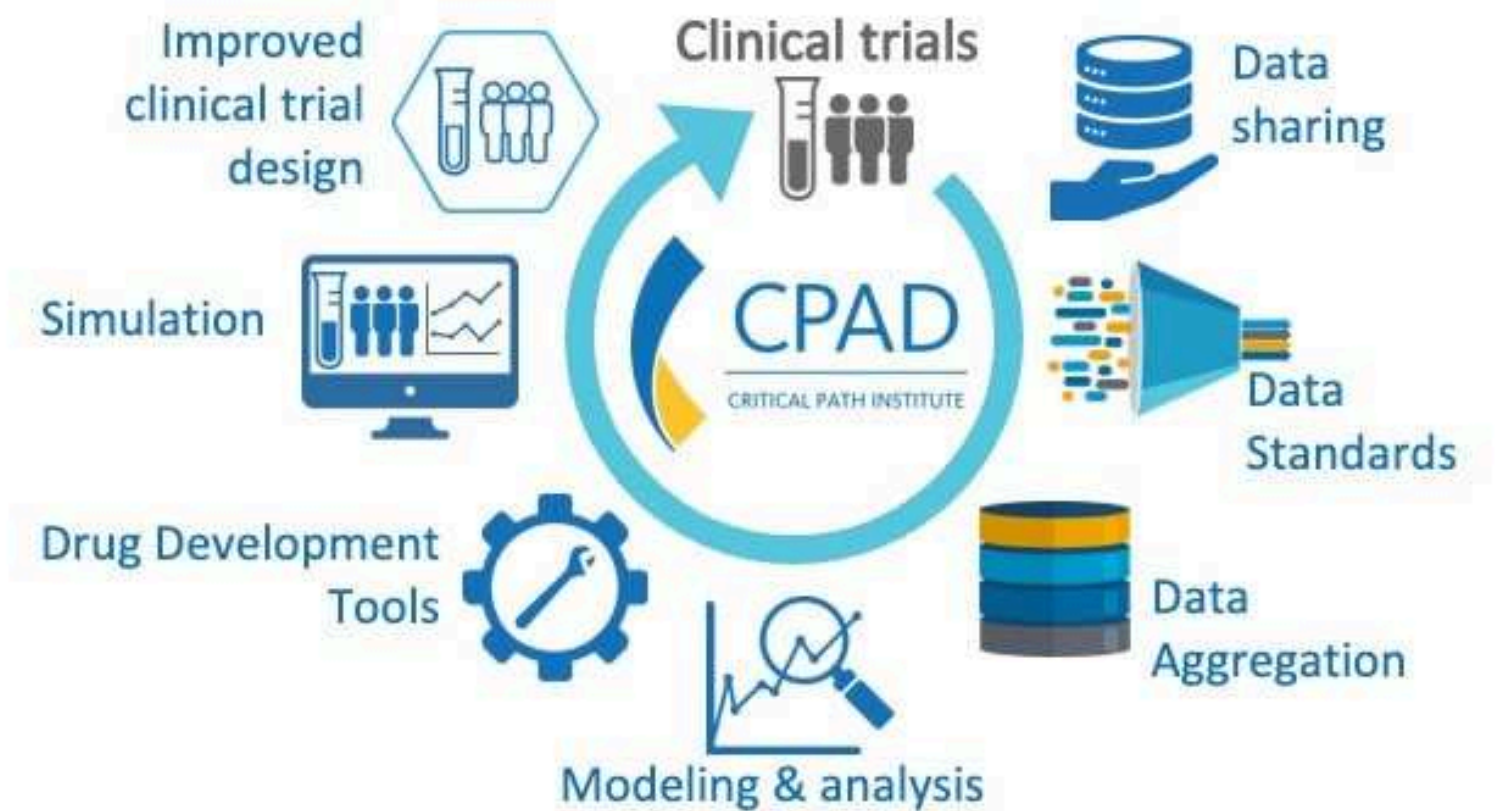 Clinical trials
Data
sharing
Data
Standards
Data
Aggregation
Modeling & analysis
Drug Development
Tools
Simulation
Improved
clinical trial
design
CPAD
CRITICAL PATH INSTITUTE